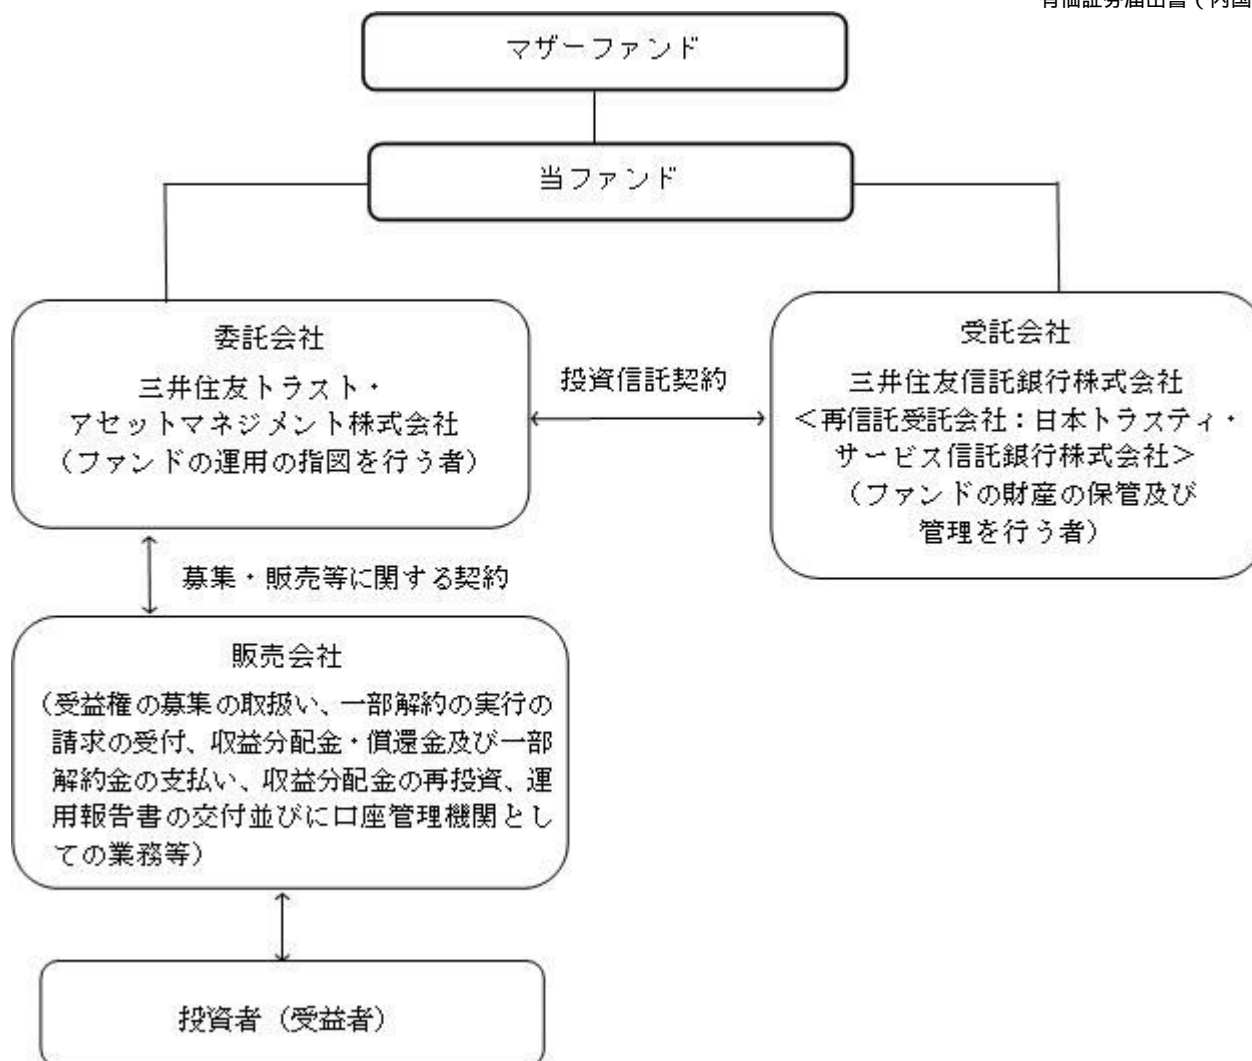 有価証券届出書(内国
マザーファンド
当ファンド
委託会社
三井住友トラスト・
アセットマネジメント株式会社
(ファンドの運用の指図を行う者)
投資信託契約
受託会社
三井住友信託銀行株式会社
<再信託受託会社:日本トラスティ・
サービス信託銀行株式会社>
(ファンドの財産の保管及び
管理を行う者)
募集・販売等に関する契約
販売会社
(受益権の募集の取扱い、一部解約の実行の
請求の受付、収益分配金・償還金及び一部
解約金の支払い、収益分配金の再投資、運
用報告書の交付並びに口座管理機関とし
ての業務等)
投資者(受益者)